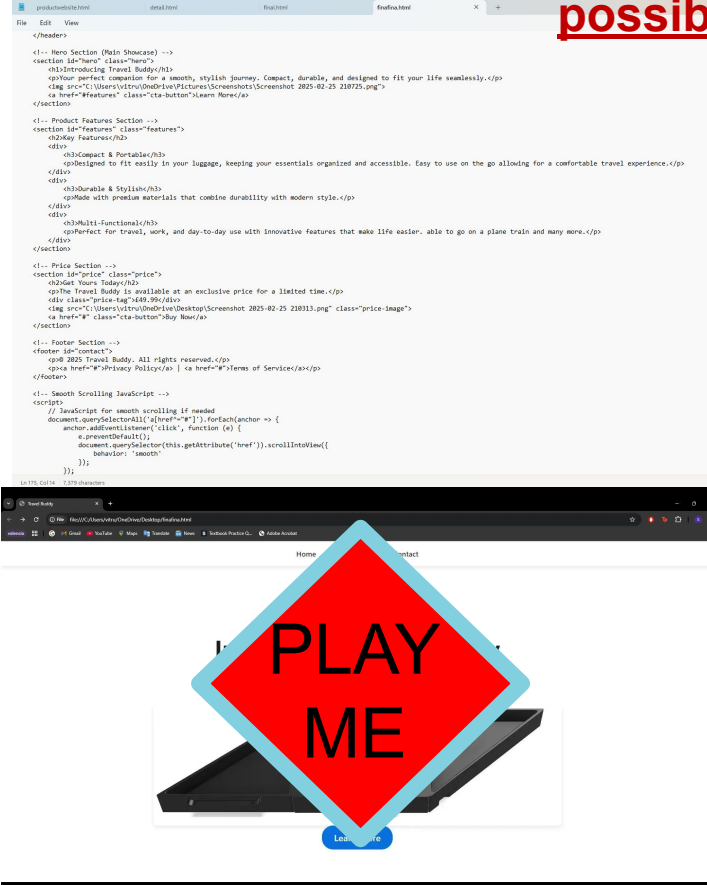 productwebsite.html detail.html final.html finafina.html × +
possib
File Edit View
</header>
<!-- Hero Section (Main Showcase) -->
<section id="hero" class="hero">
<h1>Introducing Travel Buddy</h1>
<p>Your perfect companion for a smooth, stylish journey. Compact, durable, and designed to fit your life seamlessly.</p>
<img src="C:\Users\vitru\OneDrive\Pictures\Screenshots\Screenshot 2025-02-25 210725.png">
<a href="#features" class="cta-button">Learn More</a>
</section>
<!-- Product Features Section -->
<section id="features" class="features">
<h2>Key Features</h2>
<div>
<h3>Compact & Portable</h3>
<p>Designed to fit easily in your luggage, keeping your essentials organized and accessible. Easy to use on the go allowing for a comfortable travel experience.</p>
</div>
<div>
<h3>Durable & Stylish</h3>
<p>Made with premium materials that combine durability with modern style.</p>
</div>
<div>
<h3>Multi-Functional</h3>
<p>Perfect for travel, work, and day-to-day use with innovative features that make life easier. able to go on a plane train and many more.</p>
</div>
</section>
<!-- Price Section -->
<section id="price" class="price">
<h2>Get Yours Today</h2>
<p>The Travel Buddy is available at an exclusive price for a limited time.</p>
<div class="price-tag">£49.99</div>
<img src="C:\Users\vitru\OneDrive\Desktop\Screenshot 2025-02-25 210313.png" class="price-image">
<a href="#" class="cta-button">Buy Now</a>
</section>
<!-- Footer Section -->
<footer id="contact">
<p>© 2025 Travel Buddy. All rights reserved.</p>
<p><a href="#">Privacy Policy</a> | <a href="#">Terms of Service</a></p>
</footer>
<!-- Smooth Scrolling JavaScript -->
<script>
// JavaScript for smooth scrolling if needed
document.querySelectorAll('a[href^="#"]').forEach(anchor => {
anchor.addEventListener('click', function (e) {
e.preventDefault();
document.querySelector(this.getAttribute('href')).scrollIntoView({
behavior: 'smooth'
});
});
Ln 173, Col 14 7,379 characters
Travel Buddy × +
File file:///C:/Users/vitru/OneDrive/Desktop/finafina.html
Gmail YouTube Maps Translate News Textbook Practice Q... Adobe Acrobat
Home
PLAY
ME